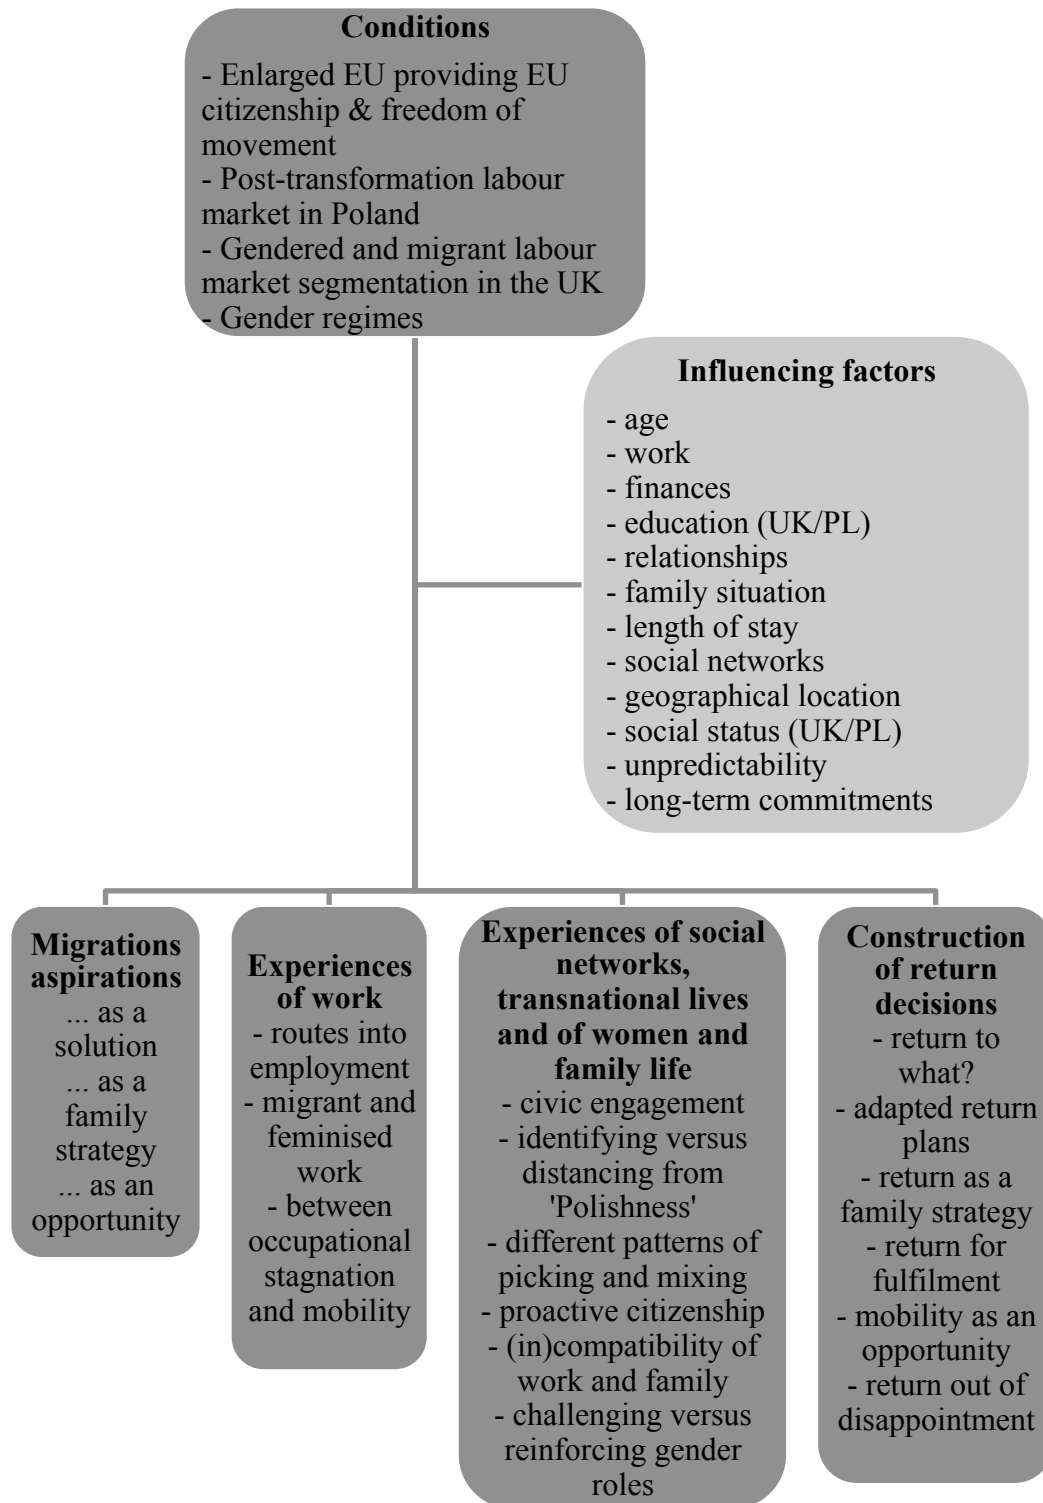 Conditions
- Enlarged EU providing EU
citizenship & freedom of
movement
- Post-transformation labour
market in Poland
- Gendered and migrant labour
market segmentation in the UK
- Gender regimes
Influencing factors
- age
- work
- finances
- education (UK/PL)
- relationships
- family situation
- length of stay
- social networks
- geographical location
- social status (UK/PL)
- unpredictability
- long-term commitments
Migrations
aspirations
... as a
solution
... as a
family
strategy
... as an
opportunity
Experiences
of work
- routes into
employment
- migrant and
feminised
work
- between
occupational
stagnation
and mobility
Experiences of social
networks,
transnational lives
and of women and
family life
- civic engagement
- identifying versus
distancing from
'Polishness'
- different patterns of
picking and mixing
- proactive citizenship
- (in)compatibility of
work and family
- challenging versus
reinforcing gender
roles
Construction
of return
decisions
- return to
what?
- adapted return
plans
- return as a
family strategy
- return for
fulfilment
- mobility as an
opportunity
- return out of
disappointment